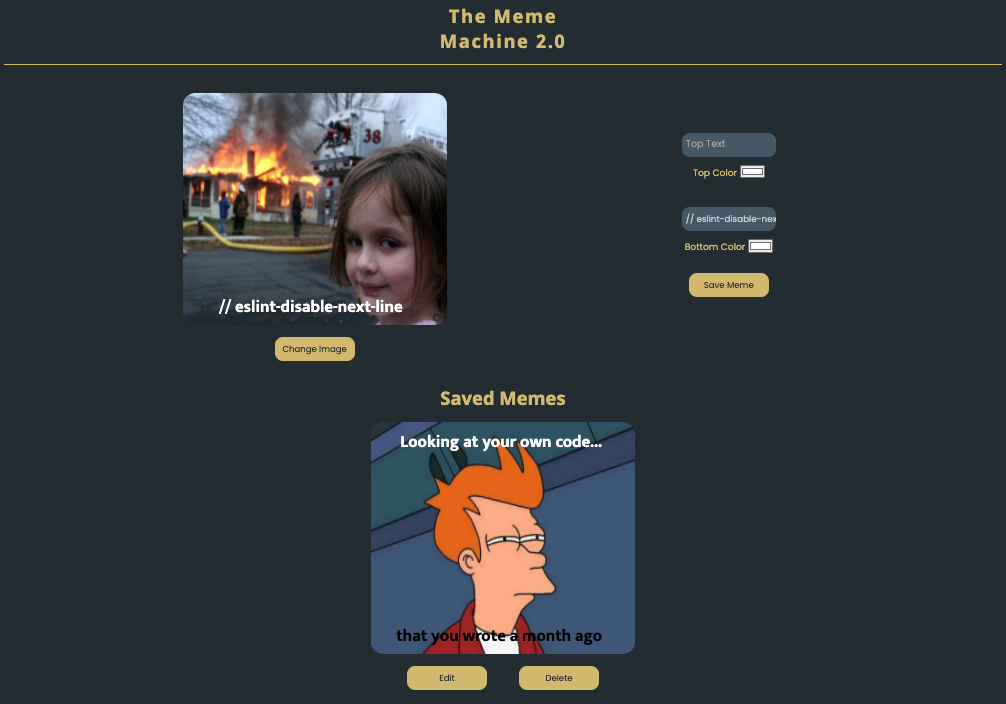 The Meme
Machine 2.0
38
Top Text
Top Color
// eslint-disable-nex
Bottom Color
Save Meme
// eslint-disable-next-line
Change Image
Saved Memes
Looking at your own code...
that you wrote a month ago
Edit
Delete